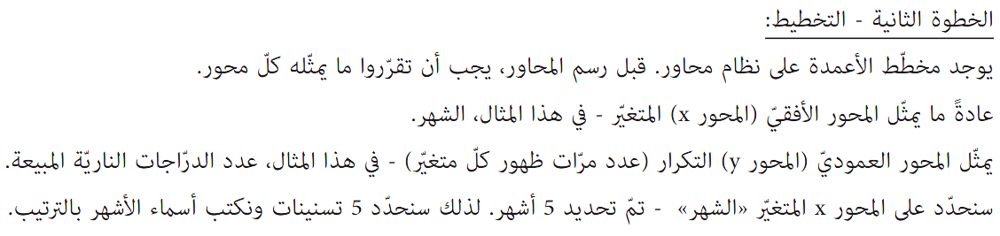 الخطوة الثانية - التخطيط:
يوجد مخطّط الأعمدة على نظام محاور. قبل رسم المحاور، يجب أن تقرّروا ما يمثّله كلّ محور.
عادةً ما يمثّل المحور الأفقيّ (المحور x) المتغيّر - في هذا المثال، الشهر.
يمثّل المحور العموديّ (المحور y) التكرار (عدد مرّات ظهور كلّ متغيّر) - في هذا المثال، عدد الدرّاجات الناريّة المبيعة.
سنحدّد على المحور x المتغيّر «الشهر» - تمّ تحديد 5 أشهر. لذلك سنحدّد 5 تسنينات ونكتب أسماء الأشهر بالترتيب.